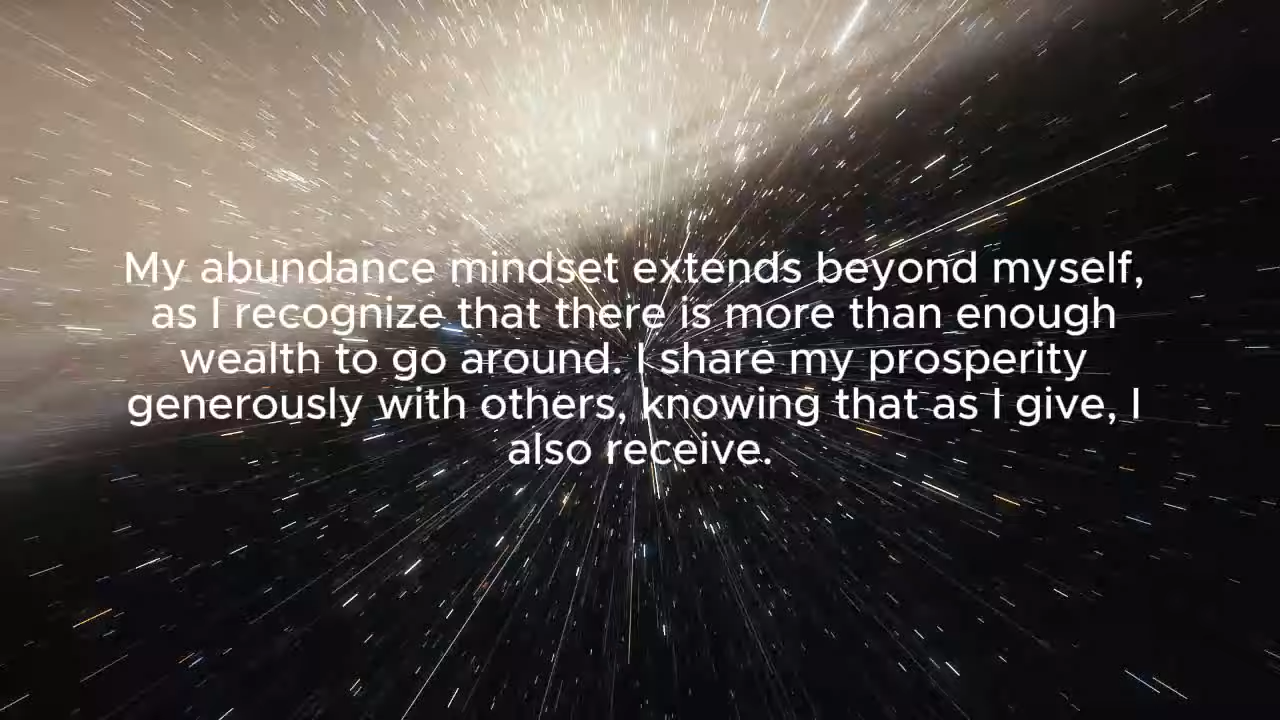 My abundance mindset extends beyond myself,
as I recognize that there is more than enough
wealth to go around. I share my prosperity
generously with others, knowing that as I give, I
also receive.